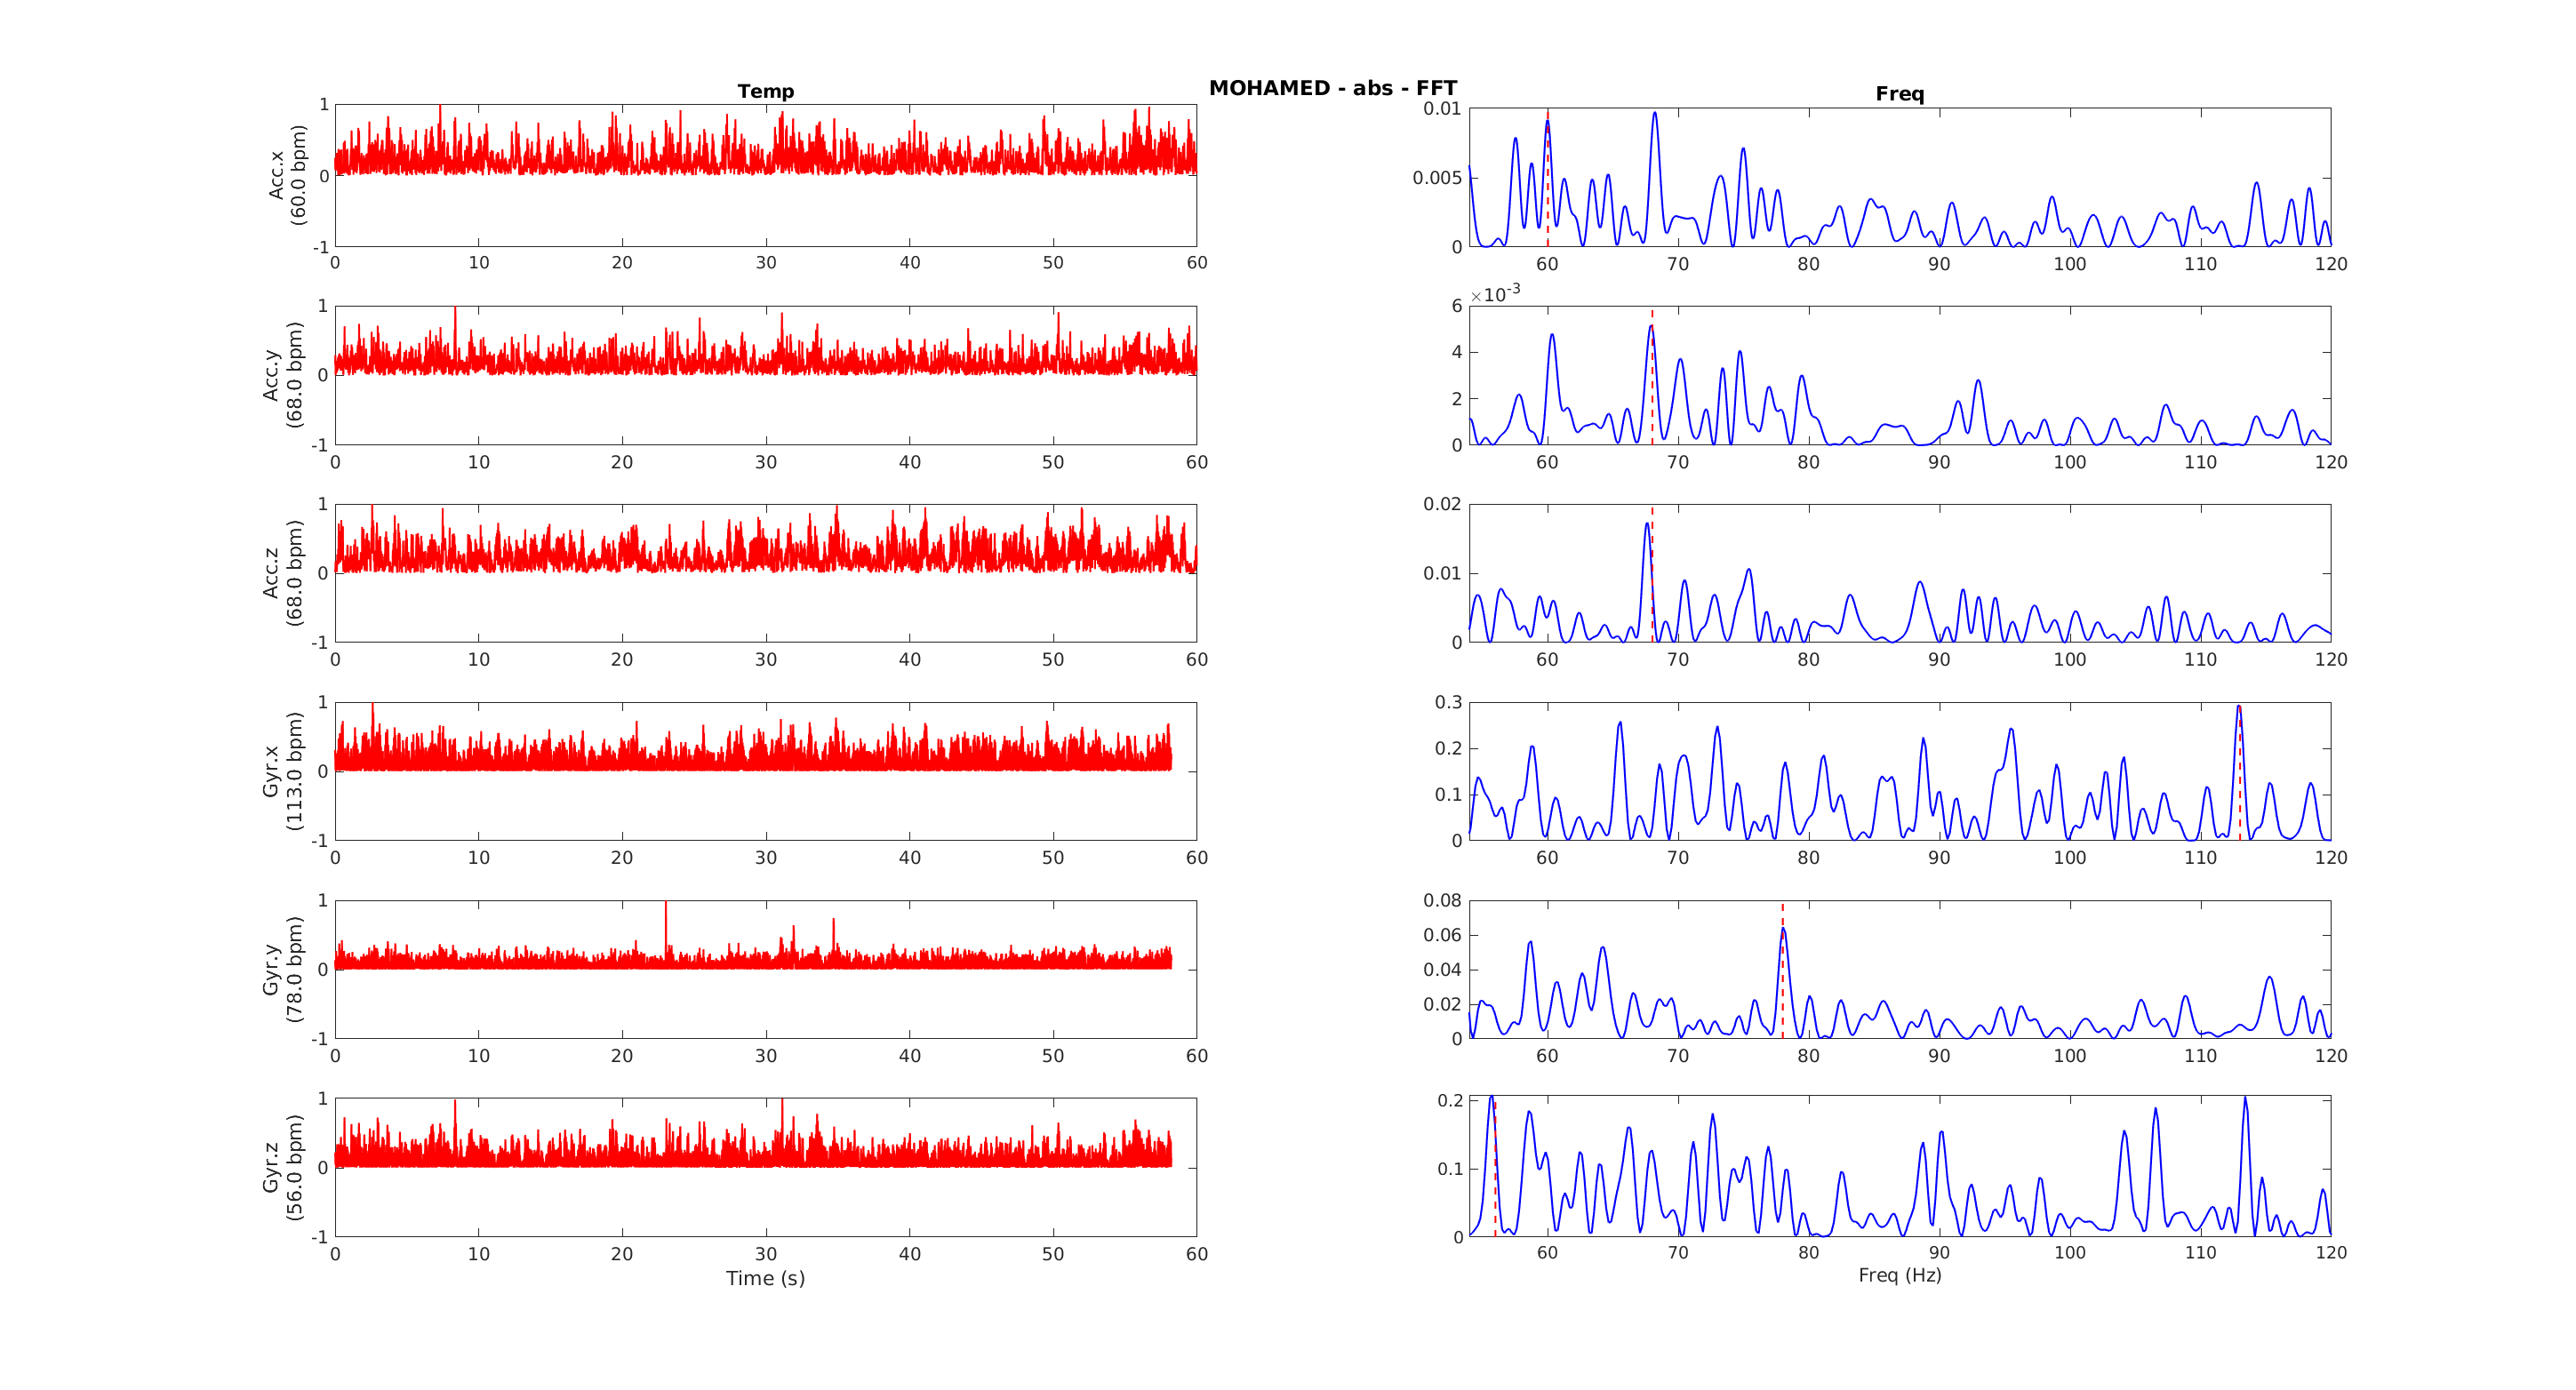 MOHAMED - abs - FFT
Temp
Freq
Acc.x
(60.0 bpm)
1
0
-1
0 10 20 30 40 50 60
0.01
0.005
0
60 70 80 90 100 110 120
Acc.y
(68.0 bpm)
1
0
-1
0 10 20 30 40 50 60
×10-3
6
4
2
0
60 70 80 90 100 110 120
Acc.z
(68.0 bpm)
1
0
-1
0 10 20 30 40 50 60
0.02
0.01
0
60 70 80 90 100 110 120
Gyr.x
(113.0 bpm)
1
0
-1
0 10 20 30 40 50 60
0.3
0.2
0.1
0
60 70 80 90 100 110 120
Gyr.y
(78.0 bpm)
1
0
-1
0 10 20 30 40 50 60
0.08
0.06
0.04
0.02
0
60 70 80 90 100 110 120
Gyr.z
(56.0 bpm)
1
0
-1
0 10 20 30 40 50 60
Time (s)
0.2
0.1
0
60 70 80 90 100 110 120
Freq (Hz)